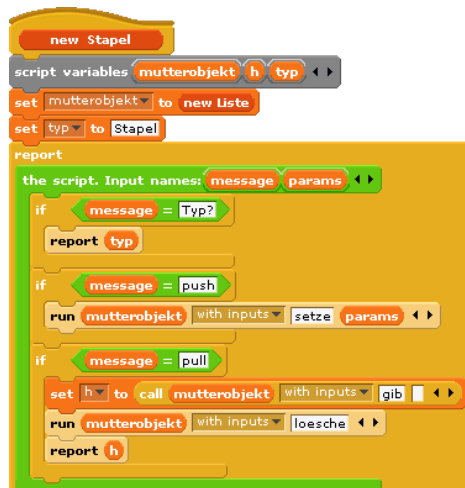 new Stapel
script variables mutterobjekt h typ
set mutterobjekt to new Liste
set typ to Stapel
report
the script. Input names: message params
if message = Typ?
report typ
if message = push
run mutterobjekt with inputs setze params
if message = pull
set h to call mutterobjekt with inputs gib
run mutterobjekt with inputs loesche
report h